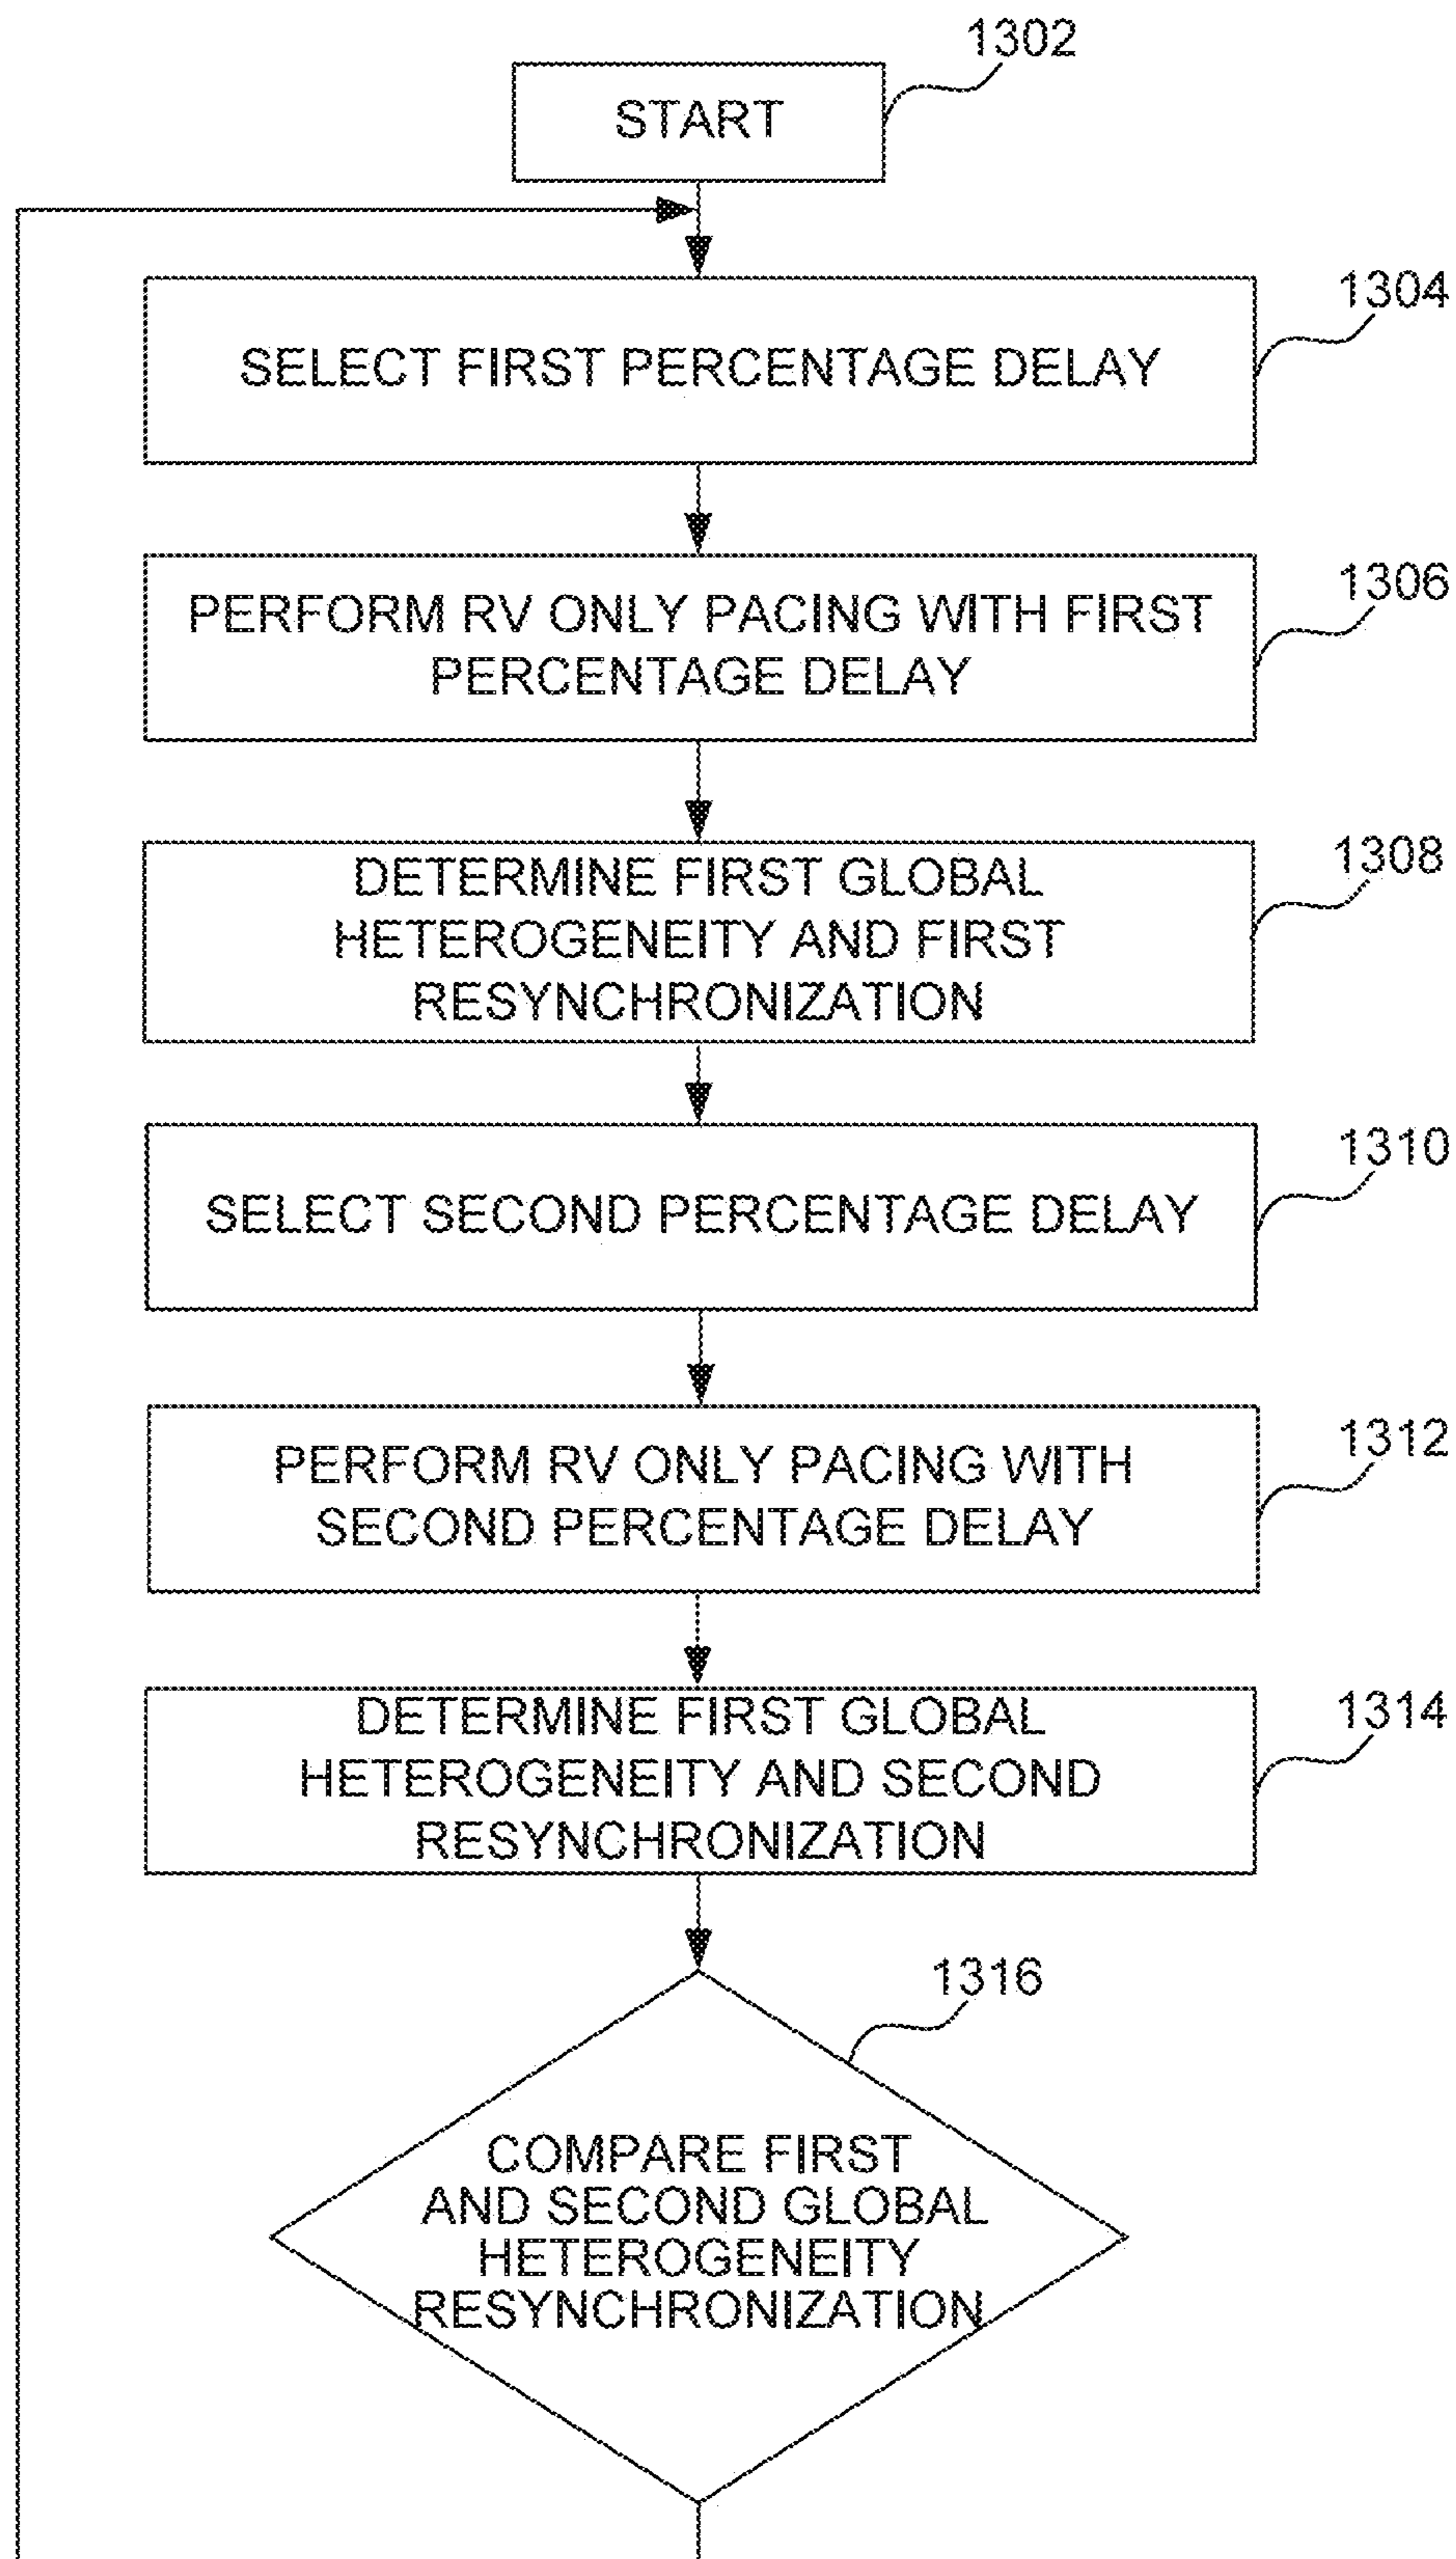 1302
START
1304
SELECT FIRST PERCENTAGE DELAY
1306
PERFORM RV ONLY PACING WITH FIRST
PERCENTAGE DELAY
1308
DETERMINE FIRST GLOBAL
HETEROGENEITY AND FIRST
RESYNCHRONIZATION
1310
SELECT SECOND PERCENTAGE DELAY
1312
PERFORM RV ONLY PACING WITH
SECOND PERCENTAGE DELAY
1314
DETERMINE FIRST GLOBAL
HETEROGENEITY AND SECOND
RESYNCHRONIZATION
1316
COMPARE FIRST
AND SECOND GLOBAL
HETEROGENEITY
RESYNCHRONIZATION